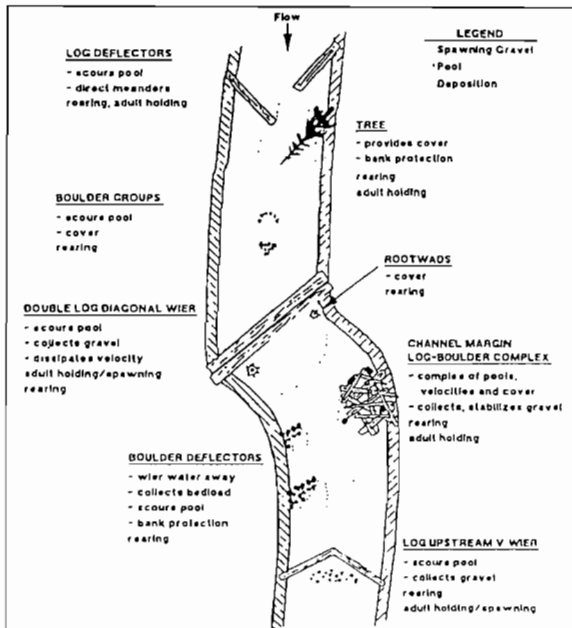 Flow
LEGEND
Spawning Gravel
Pool
Deposition
LOG DEFLECTORS
- scours pool
- direct meanders
rearing, adult holding
TREE
- provides cover
- bank protection
rearing
adult holding
BOULDER GROUPS
- scours pool
- cover
rearing
ROOTWADS
- cover
rearing
DOUBLE LOG DIAGONAL WIER
- scours pool
- collects gravel
- dissipates velocity
adult holding/spawning
rearing
CHANNEL MARGIN
LOG-BOULDER COMPLEX
- complex of pools,
velocities and cover
- collects, stabilizes gravel
rearing
adult holding
BOULDER DEFLECTORS
- wier water away
- collects bedload
- scours pool
- bank protection
rearing
LOG UPSTREAM V WIER
- scours pool
- collects gravel
rearing
adult holding/spawning